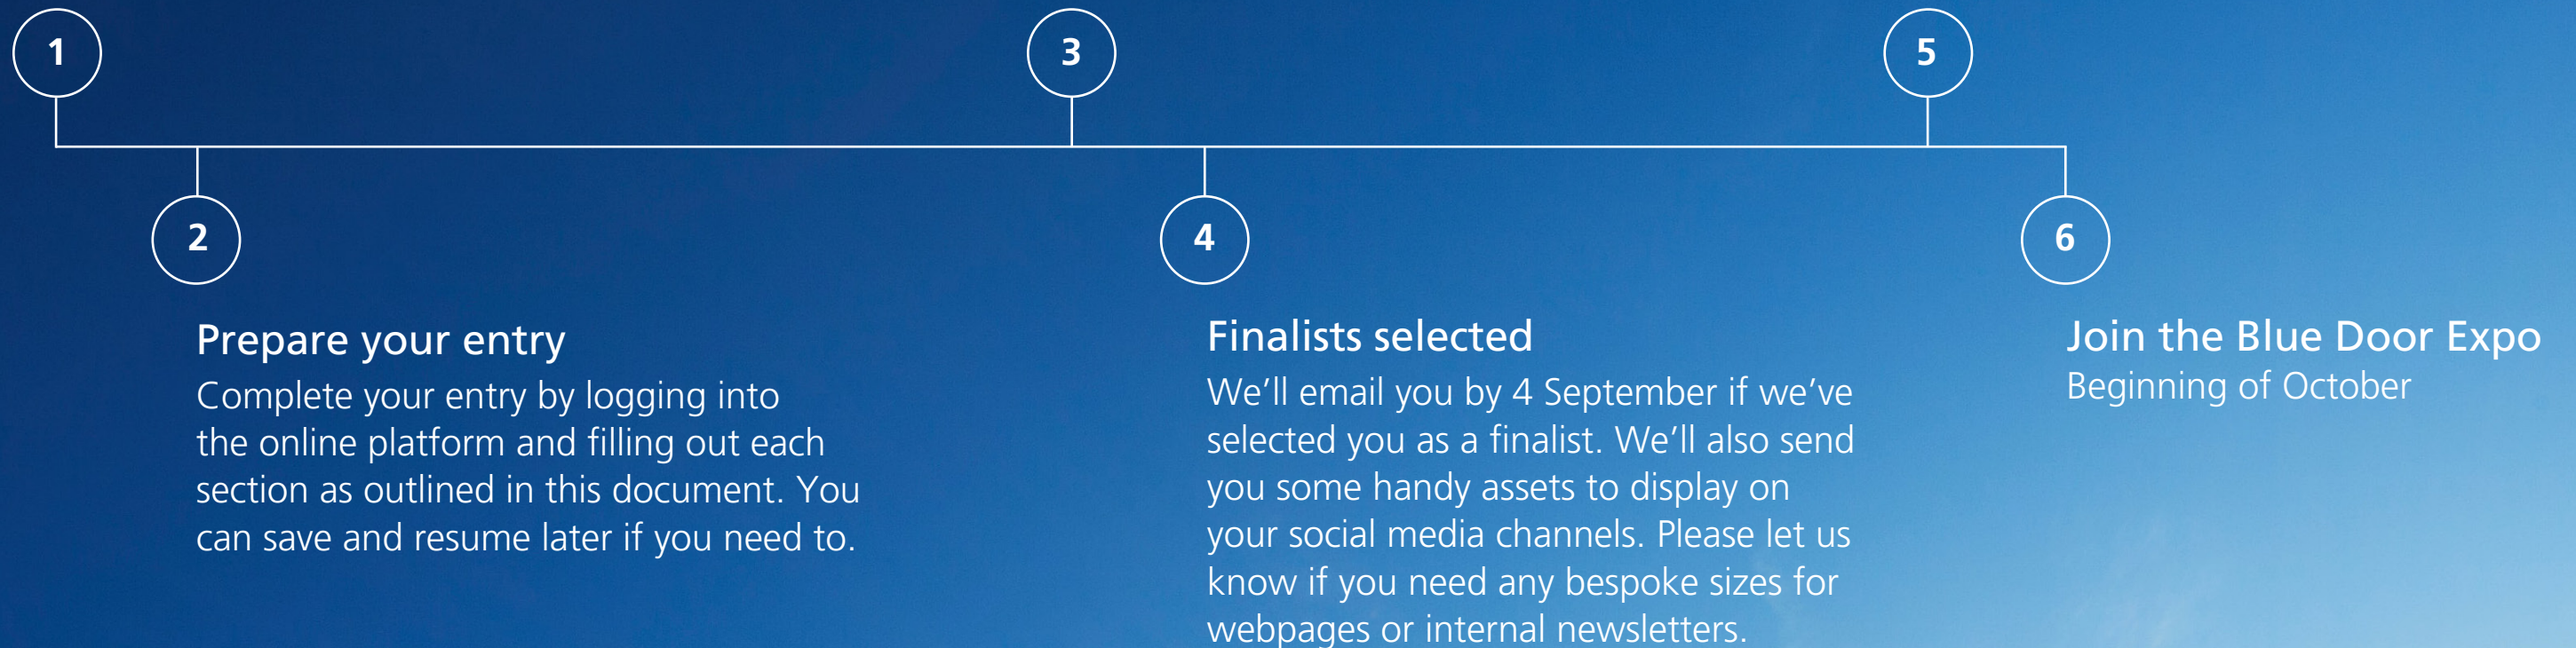 1
3
5
2
4
6
Prepare your entry
Complete your entry by logging into
the online platform and filling out each
section as outlined in this document. You
can save and resume later if you need to.
Finalists selected
We’ll email you by 4 September if we’ve
selected you as a finalist. We’ll also send
you some handy assets to display on
your social media channels. Please let us
know if you need any bespoke sizes for
webpages or internal newsletters.
Join the Blue Door Expo
Beginning of October